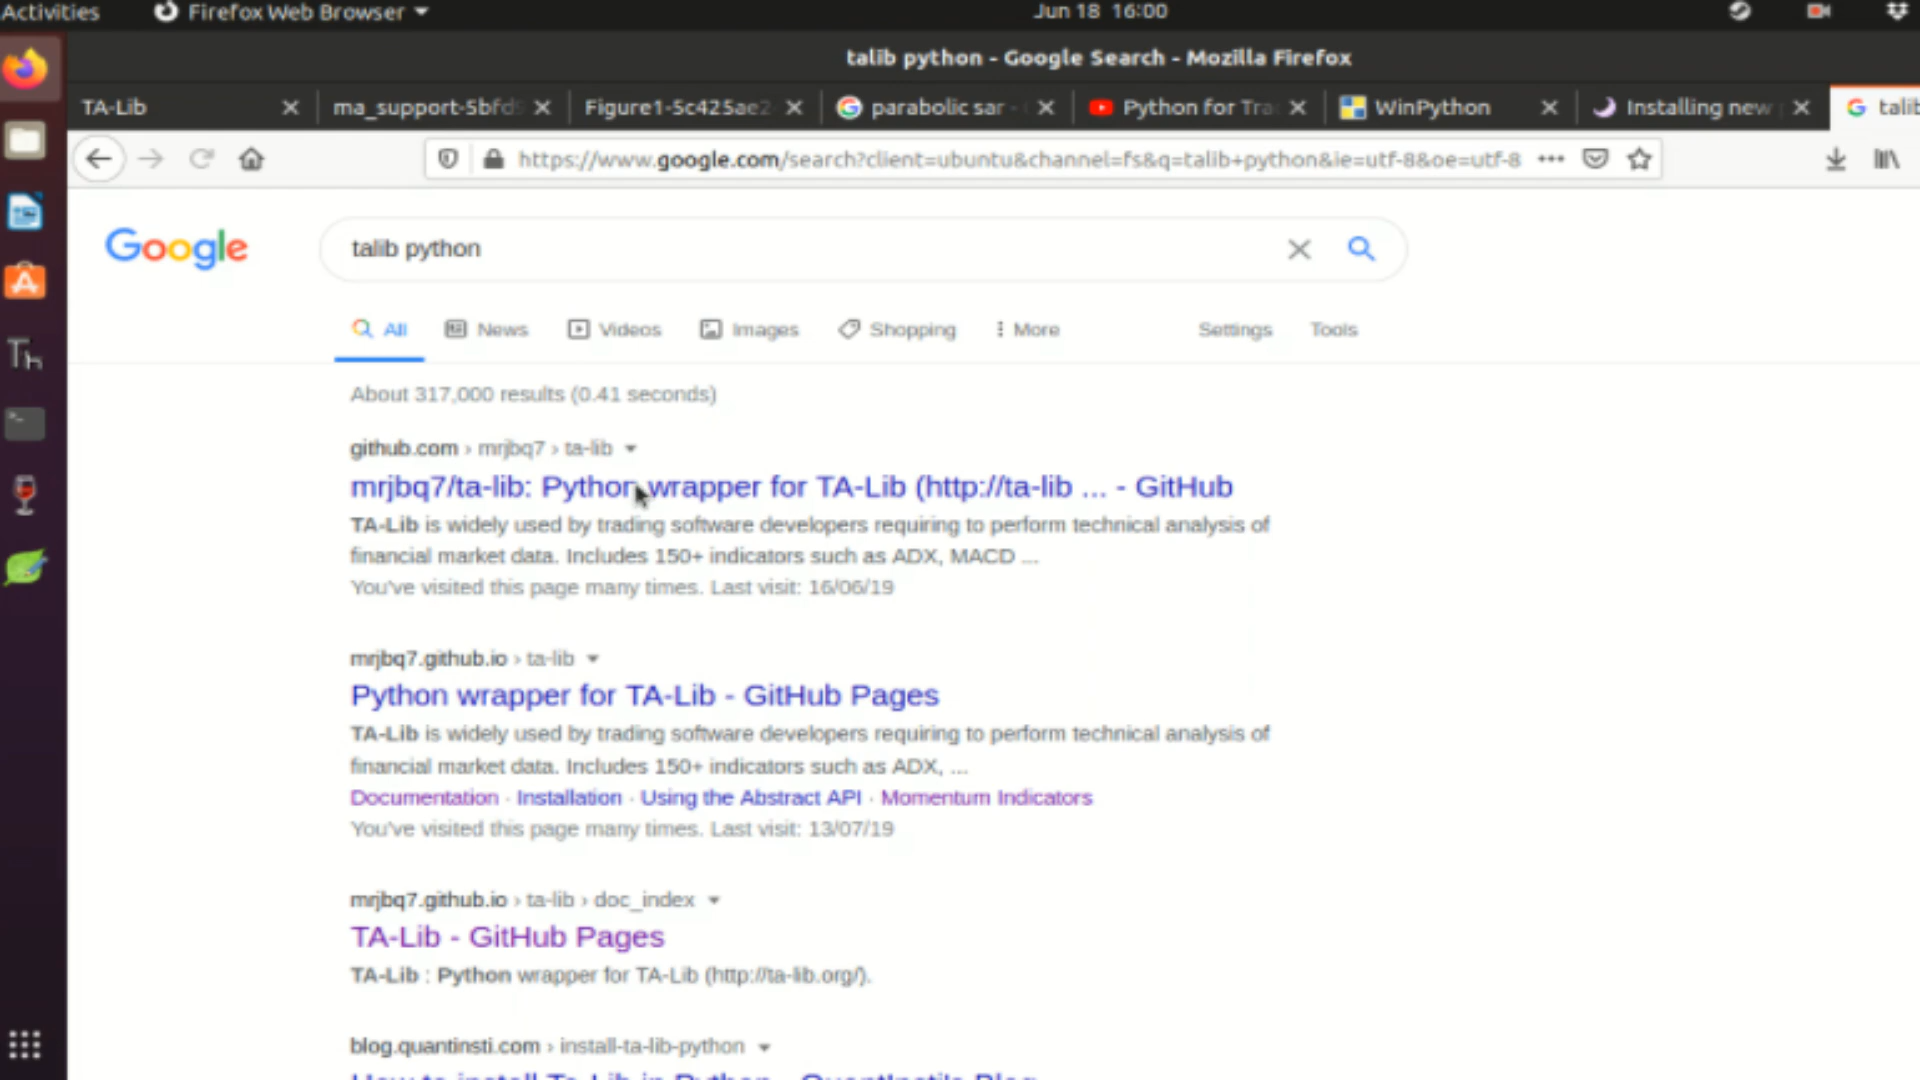 Activities
Firefox Web Browser
Jun 18 16:00
talib python - Google Search - Mozilla Firefox
TA-Lib
ma_support-5bfd
Figure1-5c425ae2
parabolic sar -
Python for Tra
WinPython
Installing new
talib
https://www.google.com/search?client=ubuntu&channel=fs&q=talib+python&ie=utf-8&oe=utf-8
Google
talib python
All
News
Videos
Images
Shopping
More
Settings
Tools
About 317,000 results (0.41 seconds)
github.com › mrjbq7 › ta-lib
mrjbq7/ta-lib: Python wrapper for TA-Lib (http://ta-lib ... - GitHub
TA-Lib is widely used by trading software developers requiring to perform technical analysis of
financial market data. Includes 150+ indicators such as ADX, MACD ...
You've visited this page many times. Last visit: 16/06/19
mrjbq7.github.io › ta-lib
Python wrapper for TA-Lib - GitHub Pages
TA-Lib is widely used by trading software developers requiring to perform technical analysis of
financial market data. Includes 150+ indicators such as ADX, ...
Documentation · Installation · Using the Abstract API · Momentum Indicators
You've visited this page many times. Last visit: 13/07/19
mrjbq7.github.io › ta-lib › doc_index
TA-Lib - GitHub Pages
TA-Lib : Python wrapper for TA-Lib (http://ta-lib.org/).
blog.quantinsti.com › install-ta-lib-python
How to install Ta-Lib in Python - QuantInsti's Blog